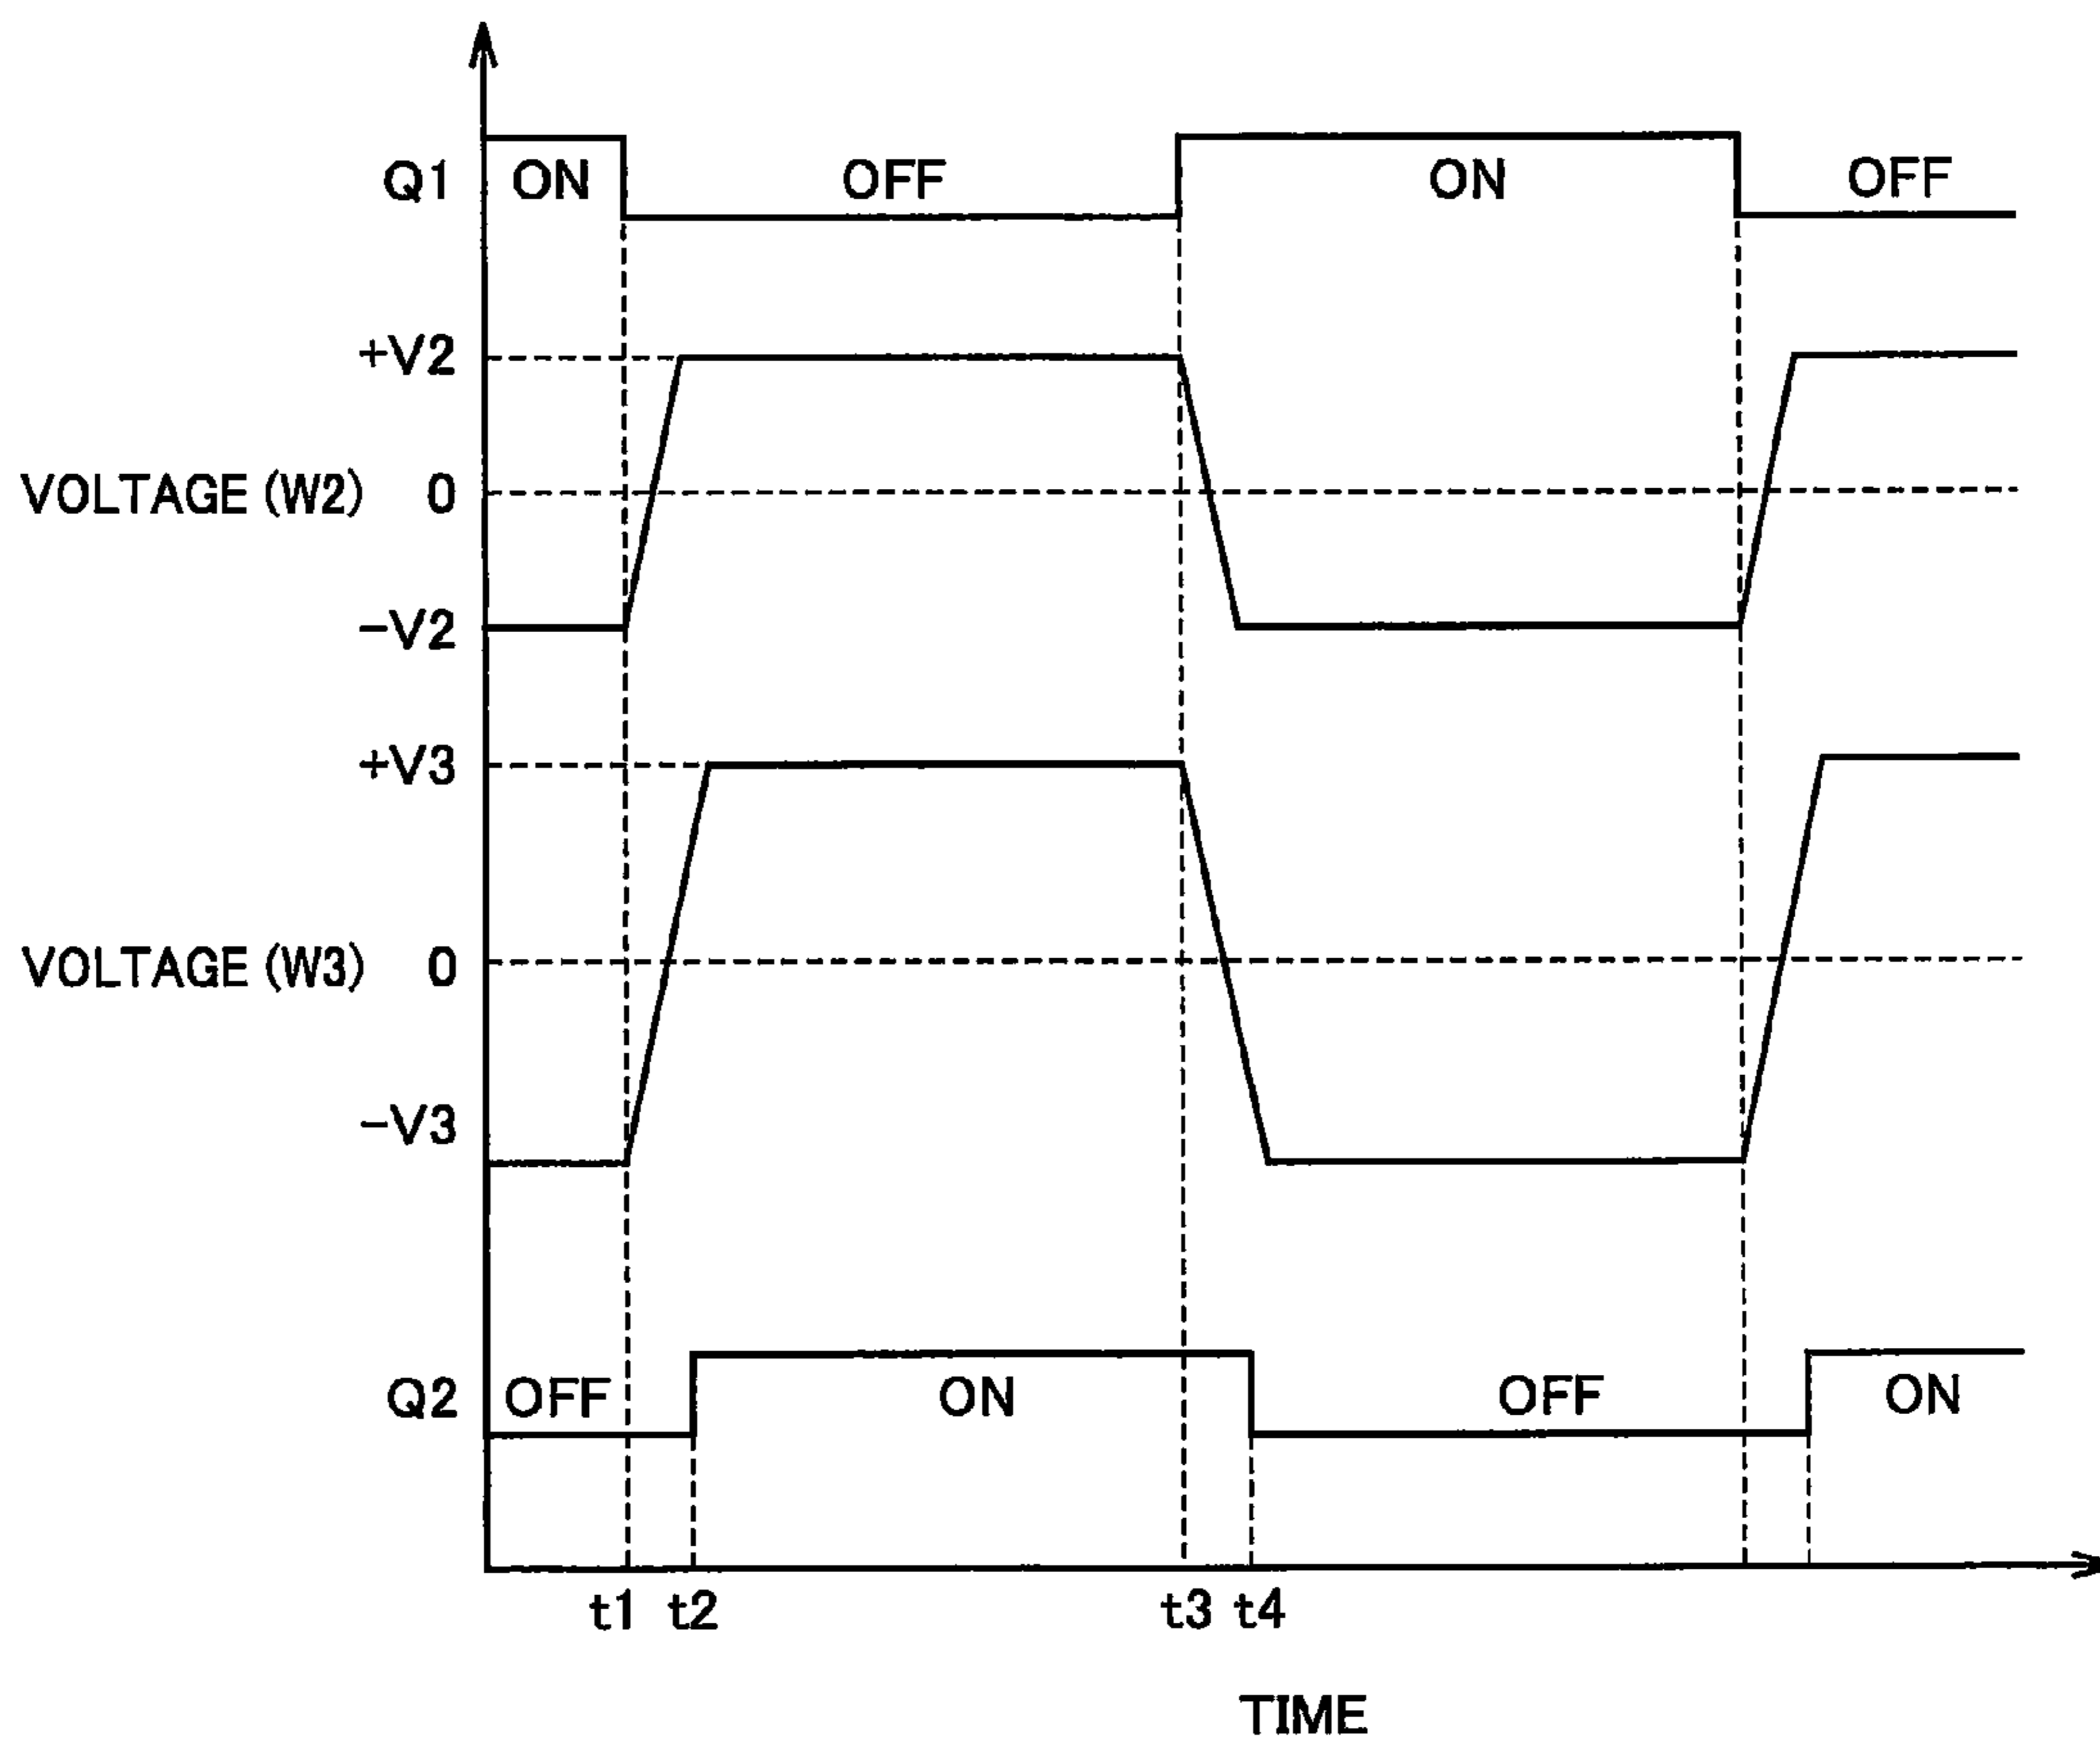 Q1 ON OFF ON OFF
+V2
VOLTAGE (W2) 0
-V2
+V3
VOLTAGE (W3) 0
-V3
Q2 OFF ON OFF ON
t1 t2 t3 t4
TIME